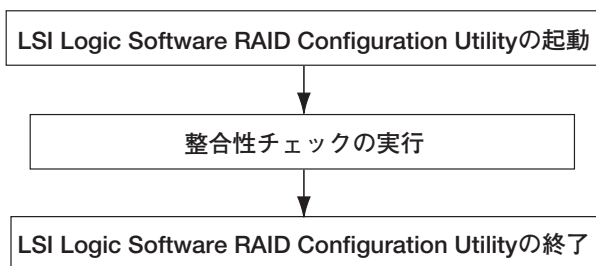 LSI Logic Software RAID Configuration Utilityの起動
整合性チェックの実行
LSI Logic Software RAID Configuration Utilityの終了